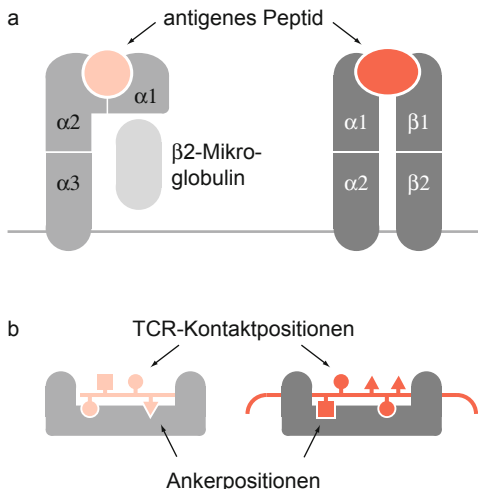 a
antigenes Peptid
α1
α2
α3
β2-Mikro-
globulin
α1
β1
α2
β2
b
TCR-Kontaktpositionen
Ankerpositionen